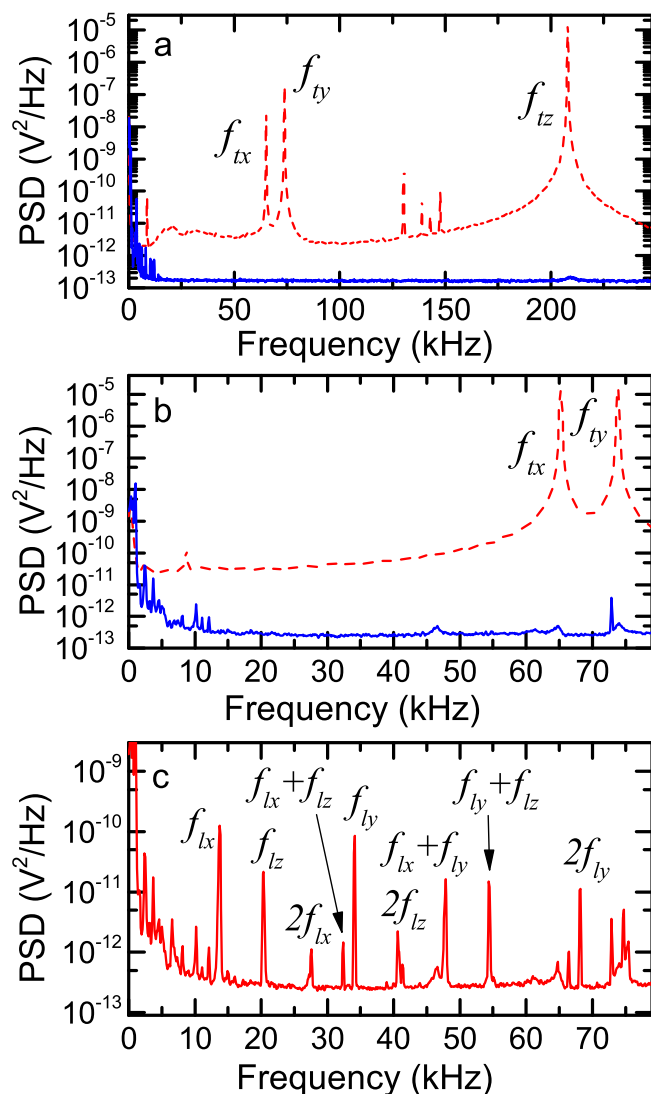 a
PSD (V²/Hz)
10⁻⁵
10⁻⁶
10⁻⁷
10⁻⁸
10⁻⁹
10⁻¹⁰
10⁻¹¹
10⁻¹²
10⁻¹³
f_tx
f_ty
f_tz
0 50 100 150 200
Frequency (kHz)
b
PSD (V²/Hz)
10⁻⁵
10⁻⁶
10⁻⁷
10⁻⁸
10⁻⁹
10⁻¹⁰
10⁻¹¹
10⁻¹²
10⁻¹³
f_tx
f_ty
0 10 20 30 40 50 60 70
Frequency (kHz)
c
PSD (V²/Hz)
10⁻⁹
10⁻¹⁰
10⁻¹¹
10⁻¹²
10⁻¹³
f_lx
f_lz
2f_lx
f_lx+f_lz
f_ly
2f_lz
f_lx+f_ly
f_ly+f_lz
2f_ly
0 10 20 30 40 50 60 70
Frequency (kHz)